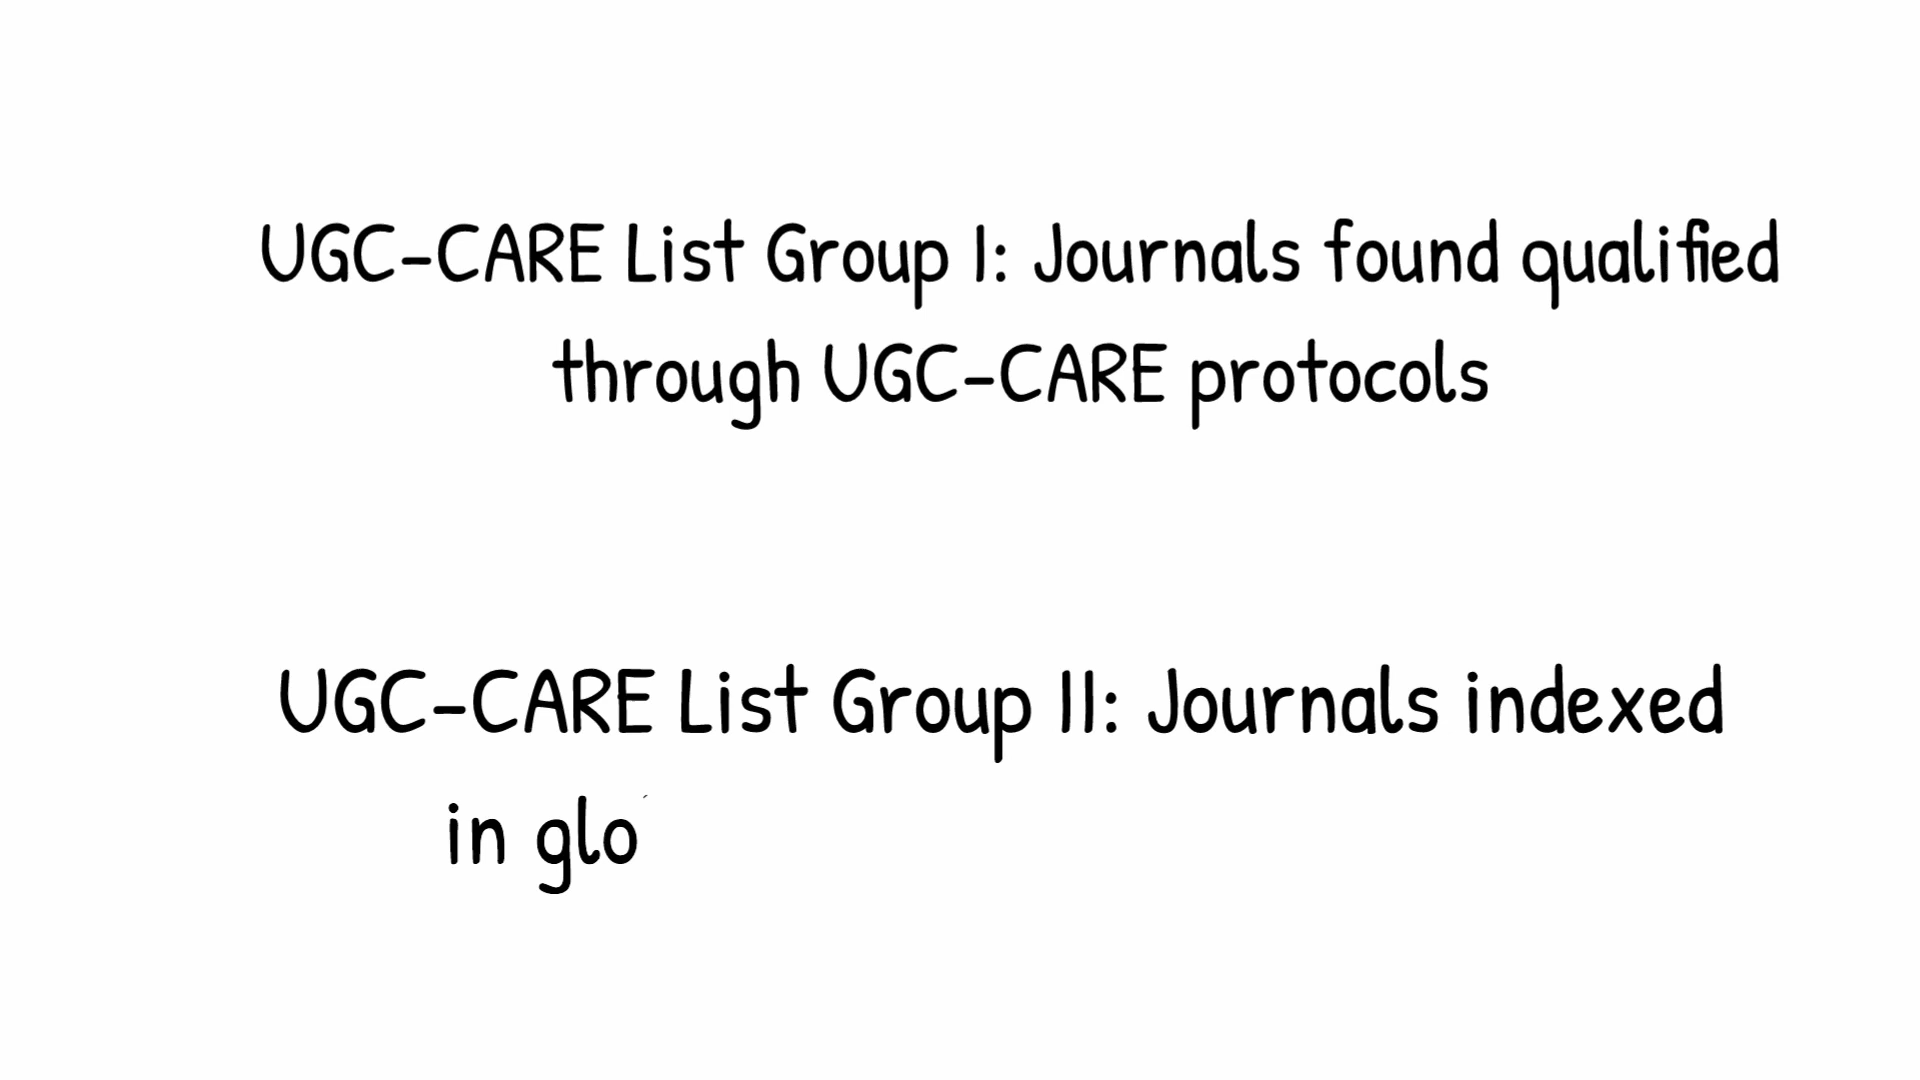 UGC-CARE List Group I: Journals found qualified
through UGC-CARE protocols
UGC-CARE List Group II: Journals indexed
in glo